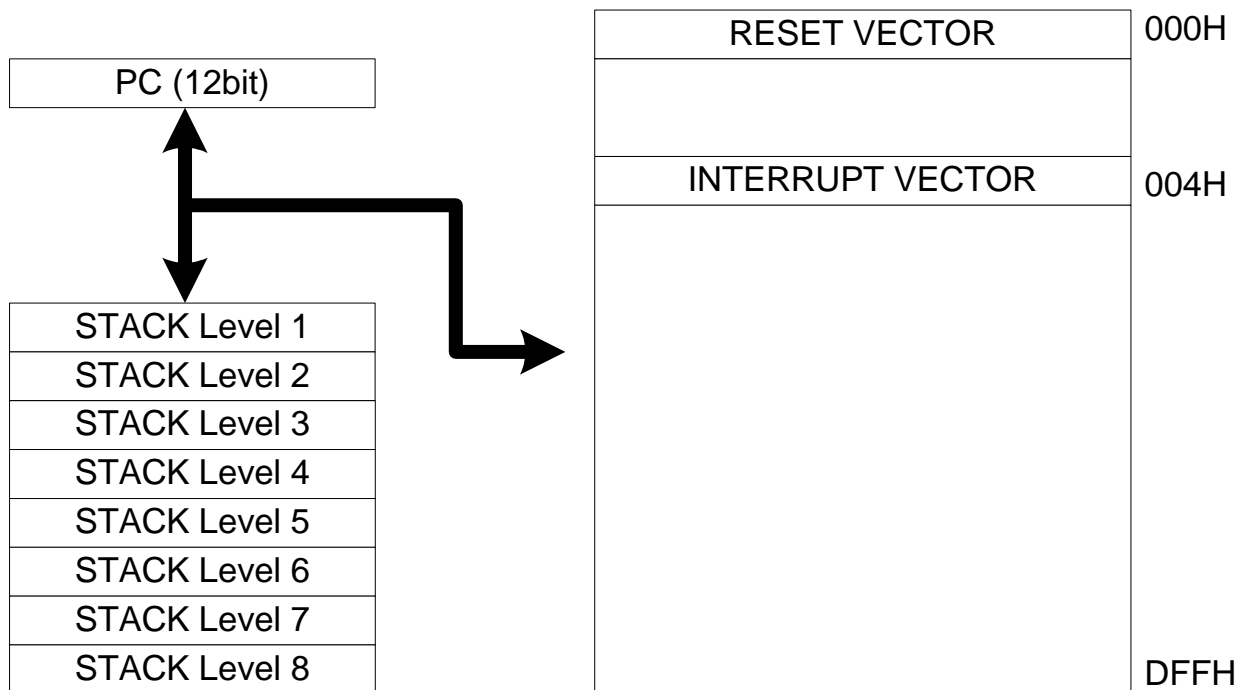 RESET VECTOR
000H
PC (12bit)
INTERRUPT VECTOR
004H
STACK Level 1
STACK Level 2
STACK Level 3
STACK Level 4
STACK Level 5
STACK Level 6
STACK Level 7
STACK Level 8
DFFH